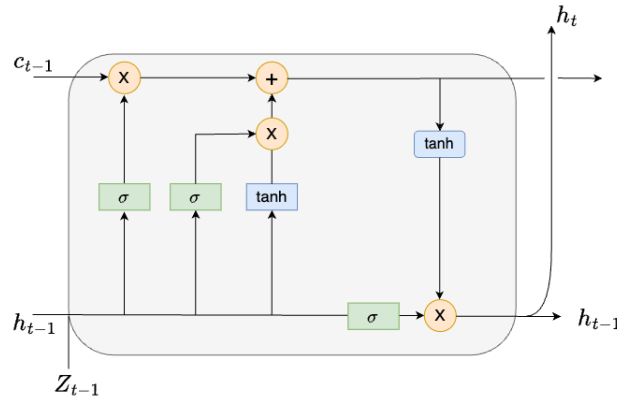 h_t
c_{t-1}
x
+
x
tanh
σ
σ
tanh
h_{t-1}
σ
x
h_{t-1}
Z_{t-1}